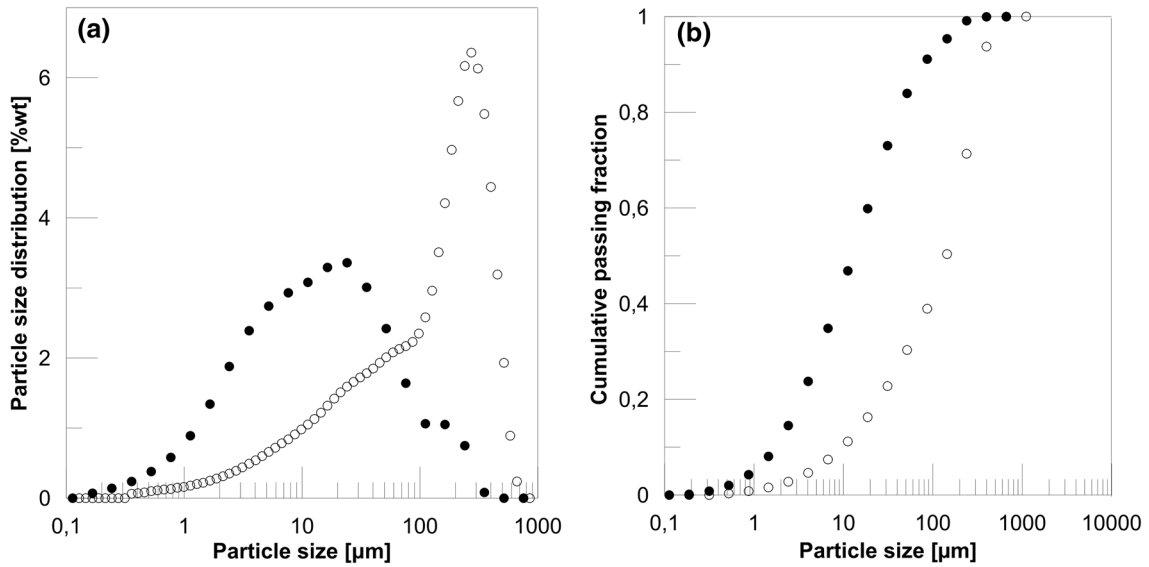 (a)
Particle size distribution [%wt]
6
4
2
0
0,1 1 10 100 1000
Particle size [µm]
(b)
Cumulative passing fraction
1
0,8
0,6
0,4
0,2
0
0,1 1 10 100 1000 10000
Particle size [µm]